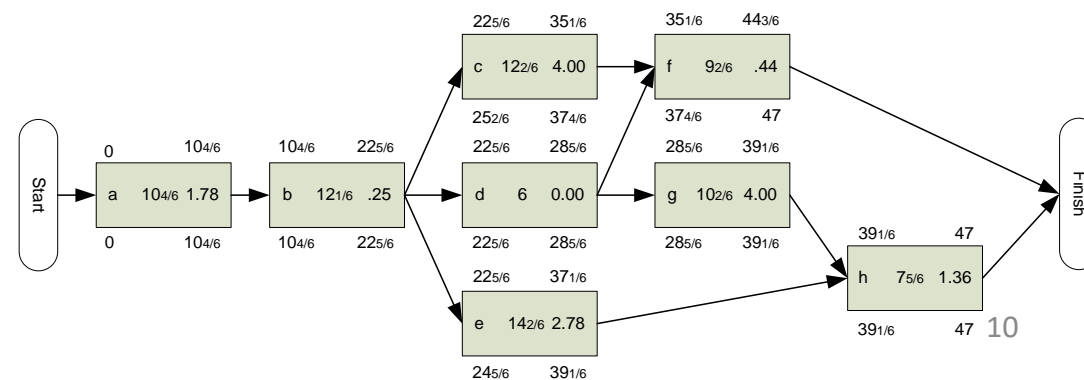 22 5/6 35 1/6
c 12 2/6 4.00
25 2/6 37 4/6
35 1/6 44 3/6
f 9 2/6 .44
37 4/6 47
Start
0 10 4/6
a 10 4/6 1.78
0 10 4/6
10 4/6 22 5/6
b 12 1/6 .25
10 4/6 22 5/6
22 5/6 28 5/6
d 6 0.00
22 5/6 28 5/6
28 5/6 39 1/6
g 10 2/6 4.00
28 5/6 39 1/6
22 5/6 37 1/6
e 14 2/6 2.78
24 5/6 39 1/6
39 1/6 47
h 7 5/6 1.36
39 1/6 47
Finish
10